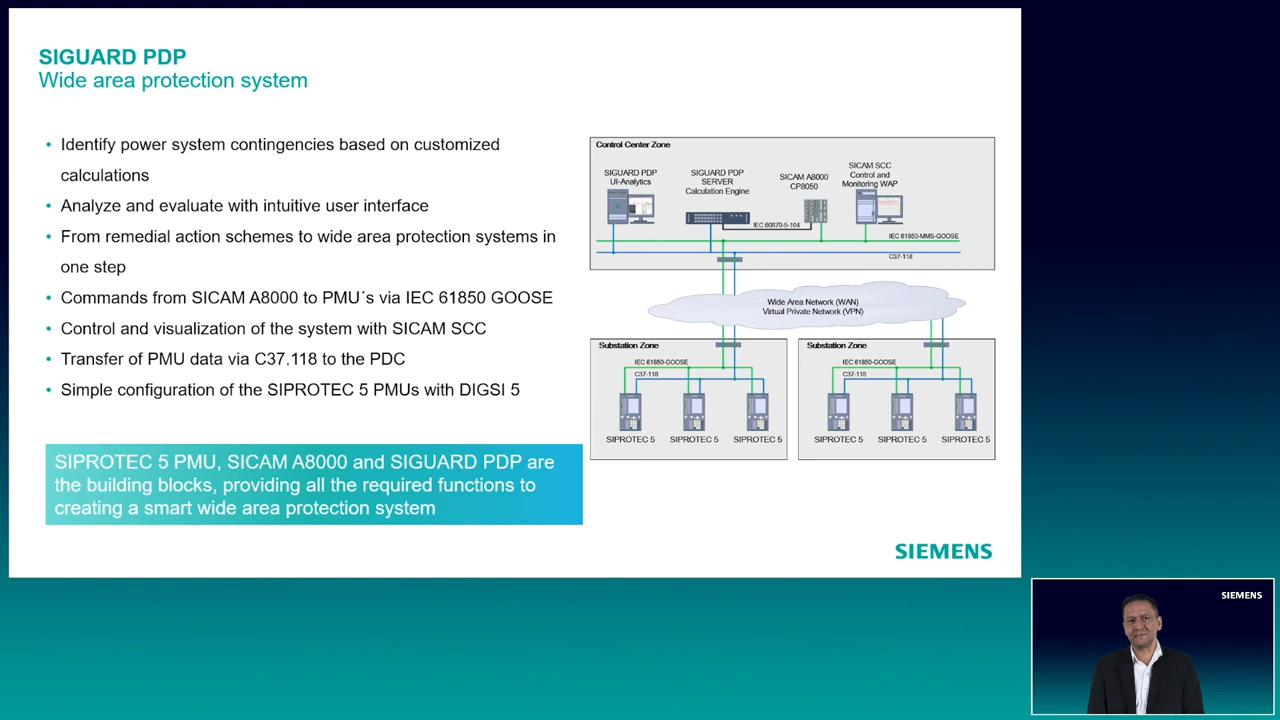 SIGUARD PDP
Wide area protection system
• Identify power system contingencies based on customized
calculations
• Analyze and evaluate with intuitive user interface
• From remedial action schemes to wide area protection systems in
one step
• Commands from SICAM A8000 to PMU´s via IEC 61850 GOOSE
• Control and visualization of the system with SICAM SCC
• Transfer of PMU data via C37.118 to the PDC
• Simple configuration of the SIPROTEC 5 PMUs with DIGSI 5
SIPROTEC 5 PMU, SICAM A8000 and SIGUARD PDP are
the building blocks, providing all the required functions to
creating a smart wide area protection system
Control Center Zone
SIGUARD PDP
UI-Analytics
SIGUARD PDP
SERVER
Calculation Engine
SICAM A8000
CP8050
SICAM SCC
Control and
Monitoring WAP
IEC 60870-5-104
IEC 61850-MMS-GOOSE
C37-118
Wide Area Network (WAN)
Virtual Private Network (VPN)
Substation Zone
IEC 61850-GOOSE
C37-118
SIPROTEC 5 SIPROTEC 5 SIPROTEC 5
Substation Zone
IEC 61850-GOOSE
C37-118
SIPROTEC 5 SIPROTEC 5 SIPROTEC 5
SIEMENS
SIEMENS